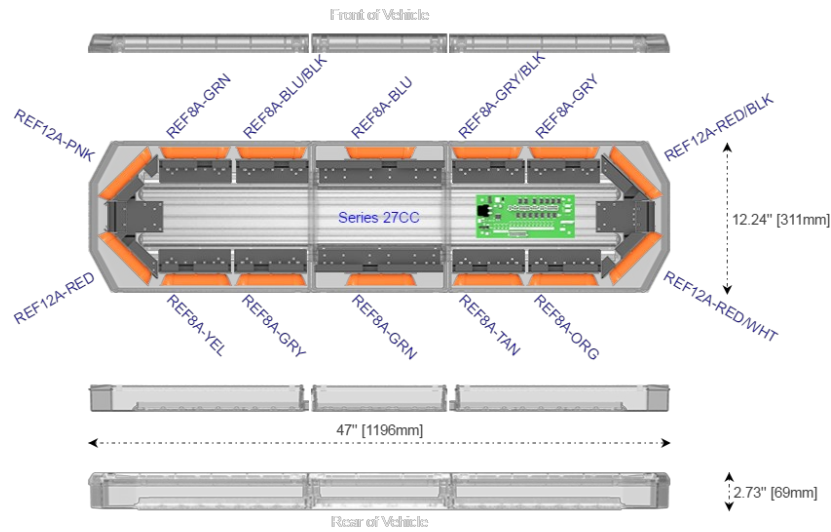 Front of Vehicle
REF12A-PNK
REF8A-GRN
REF8A-BLU/BLK
REF8A-BLU
REF8A-GRY/BLK
REF8A-GRY
REF12A-RED/BLK
Series 27CC
12.24" [311mm]
REF12A-RED
REF8A-YEL
REF8A-GRY
REF8A-GRN
REF8A-TAN
REF8A-ORG
REF12A-RED/WHT
47" [1196mm]
2.73" [69mm]
Rear of Vehicle